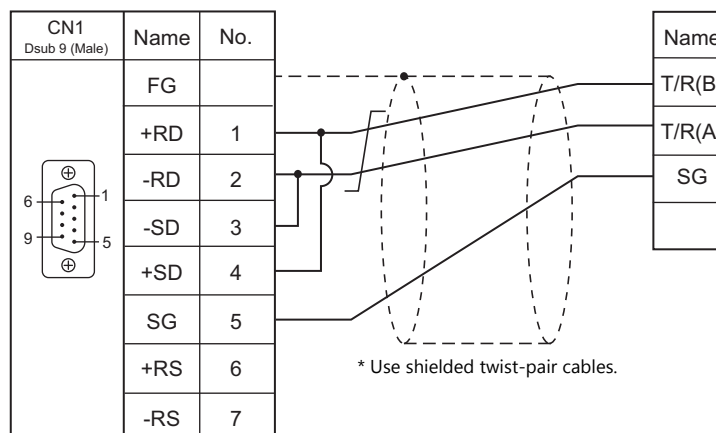 CN1
Dsub 9 (Male)
Name No.
FG
+RD 1
-RD 2
-SD 3
+SD 4
SG 5
+RS 6
-RS 7
6 1
9 5
Name
T/R(B
T/R(A
SG
* Use shielded twist-pair cables.